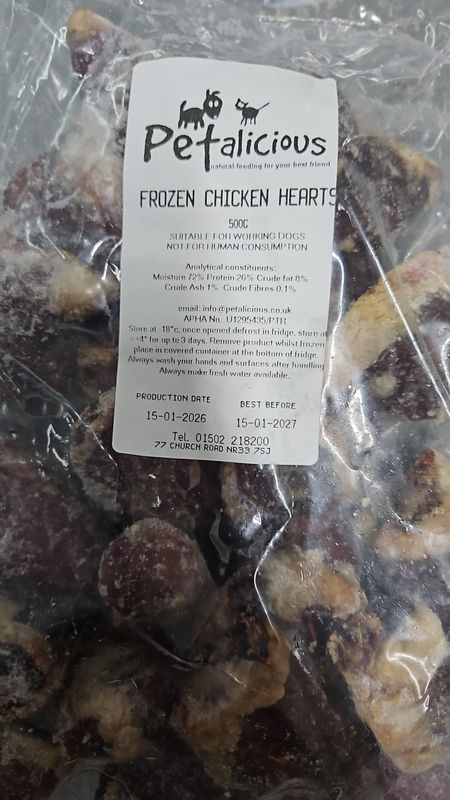 Petalicious
natural feeding for your best friend
FROZEN CHICKEN HEARTS
500G
SUITABLE FOR WORKING DOGS
NOT FOR HUMAN CONSUMPTION
Analytical constituents:
Moisture 72% Protein 26% Crude fat 8%
Crude Ash 1% Crude Fibres 0.1%
email: info@petalicious.co.uk
APHA No. U1295435/PTR
Store at -18°c, once opened defrost in fridge, store at
+4° for up to 3 days. Remove product whilst frozen
place in covered container at the bottom of fridge.
Always wash your hands and surfaces after handling
Always make fresh water available.
PRODUCTION DATE BEST BEFORE
15-01-2026 15-01-2027
Tel. 01502 218200
77 CHURCH ROAD NR33 7SJ